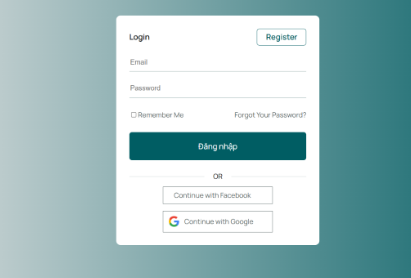 Login
Register
Email
Password
Remember Me
Forgot Your Password?
Đăng nhập
OR
Continue with Facebook
Continue with Google